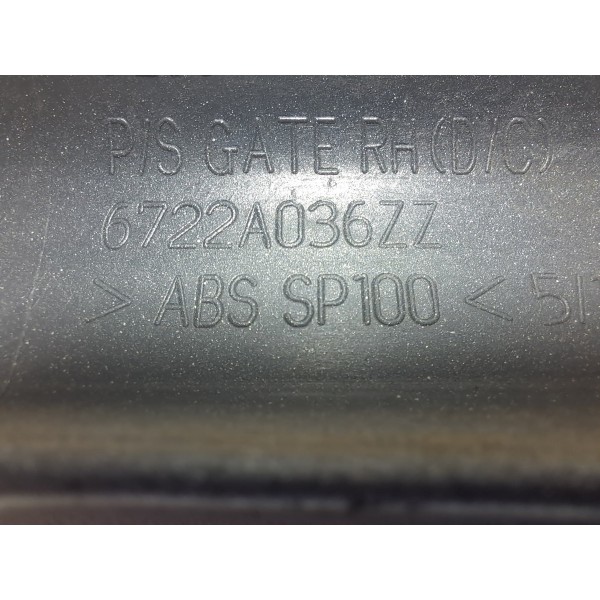 P/S GATE RH(D/C)
6722A036ZZ
> ABS SP100 <